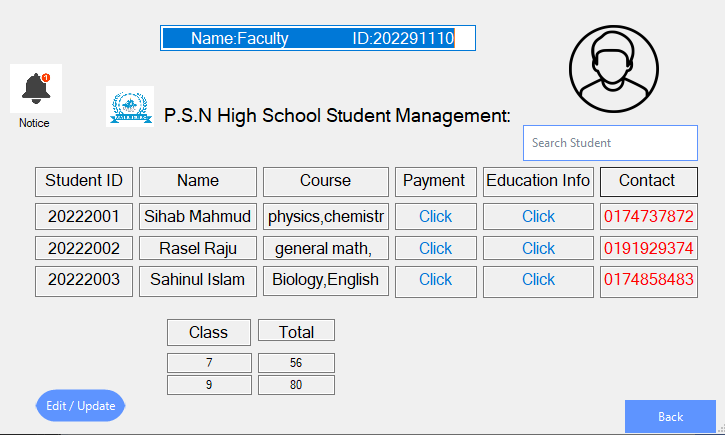 Name:Faculty ID:202291110
1
Notice
P.S.N High School Student Management:
Search Student
Student ID Name Course Payment Education Info Contact
20222001 Sihab Mahmud physics,chemistr Click Click 0174737872
20222002 Rasel Raju general math, Click Click 0191929374
20222003 Sahinul Islam Biology,English Click Click 0174858483
Class Total
7 56
9 80
Edit / Update
Back